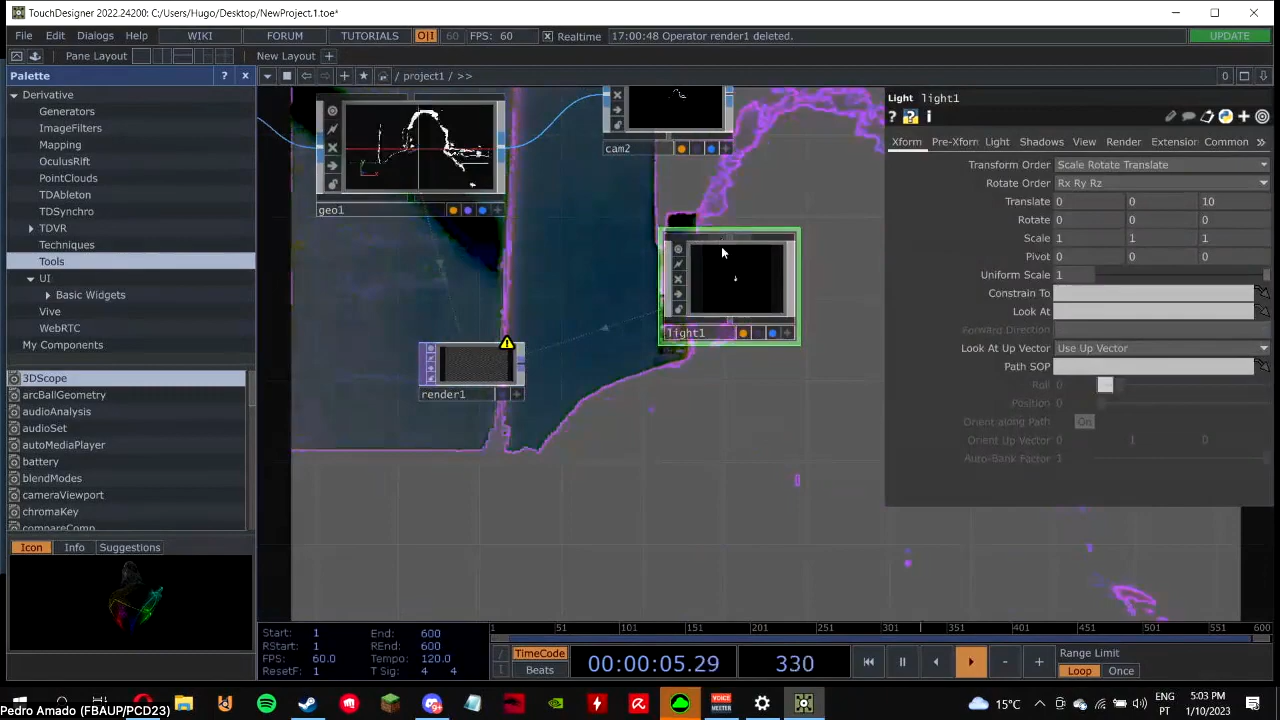 TouchDesigner 2022.24200: C:/Users/Hugo/Desktop/NewProject.1.toe*
File Edit Dialogs Help WIKI FORUM TUTORIALS O|I 60 FPS: 60 Realtime 17:00:48 Operator render1 deleted. UPDATE
Pane Layout New Layout +
Palette ? x / project1 / >> 0
Derivative
Generators
ImageFilters
Mapping
OculusRift
PointClouds
TDAbleton
TDSynchro
TDVR
Techniques
Tools
UI
Basic Widgets
Vive
WebRTC
My Components
3DScope
arcBallGeometry
audioAnalysis
audioSet
autoMediaPlayer
battery
blendModes
cameraViewport
chromaKey
compareComp
Icon Info Suggestions
geo1
cam2
light1
render1
Light light1
Xform Pre-Xform Light Shadows View Render Extension Common
Transform Order Scale Rotate Translate
Rotate Order Rx Ry Rz
Translate 0 0 10
Rotate 0 0 0
Scale 1 1 1
Pivot 0 0 0
Uniform Scale 1
Constrain To
Look At
Forward Direction
Look At Up Vector Use Up Vector
Path SOP
Roll 0
Position 0
Orient along Path On
Orient Up Vector 0 1 0
Auto-Bank Factor 1
Start: 1 End: 600
RStart: 1 REnd: 600
FPS: 60.0 Tempo: 120.0
ResetF: 1 T Sig: 4 4
1 51 101 151 201 251 301 351 401 451 501 551 600
TimeCode
Beats
00:00:05.29 330
Range Limit
Loop Once
Pedro Amado (FBAUP/PCD23)
VOICE MEETER
15°C
ENG
PT
5:03 PM
1/10/2023